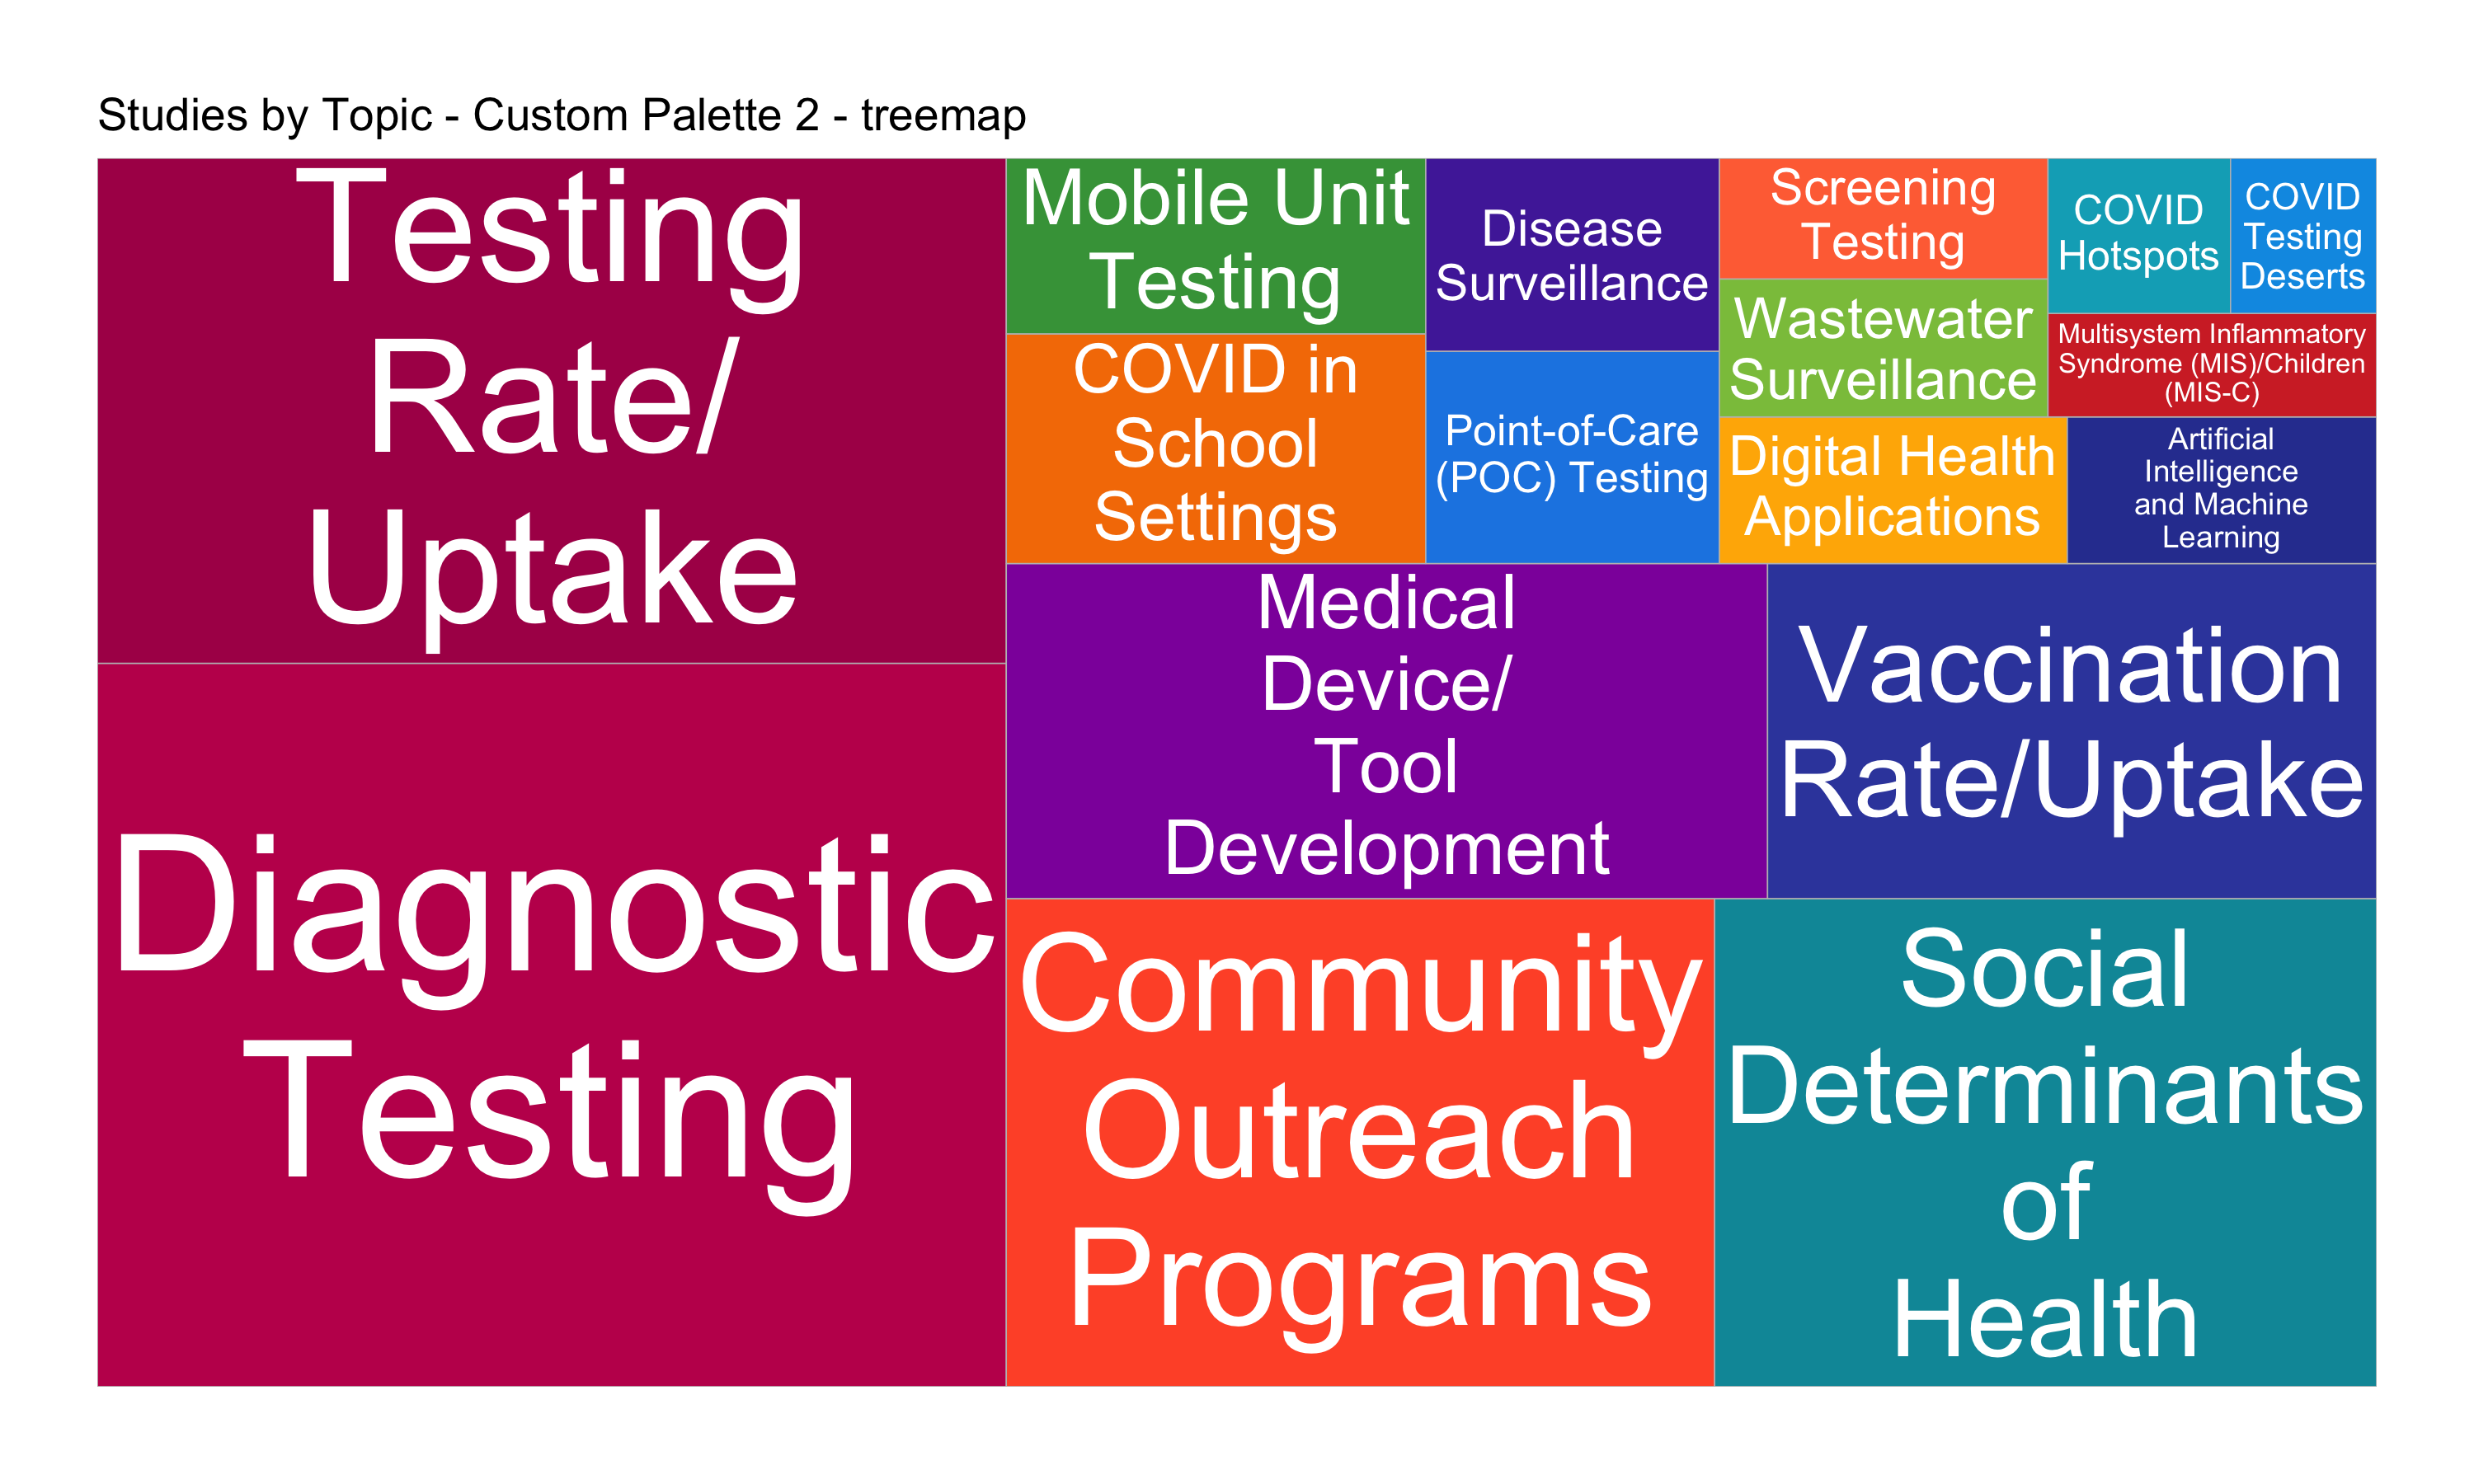 Studies by Topic - Custom Palette 2 - treemap
Testing
Rate/
Uptake
Diagnostic
Testing
Mobile Unit
Testing
COVID in
School
Settings
Disease
Surveillance
Point-of-Care
(POC) Testing
Screening
Testing
Wastewater
Surveillance
Digital Health
Applications
COVID
Hotspots
COVID
Testing
Deserts
Multisystem Inflammatory
Syndrome (MIS)/Children
(MIS-C)
Artificial
Intelligence
and Machine
Learning
Medical
Device/
Tool
Development
Vaccination
Rate/Uptake
Community
Outreach
Programs
Social
Determinants
of
Health